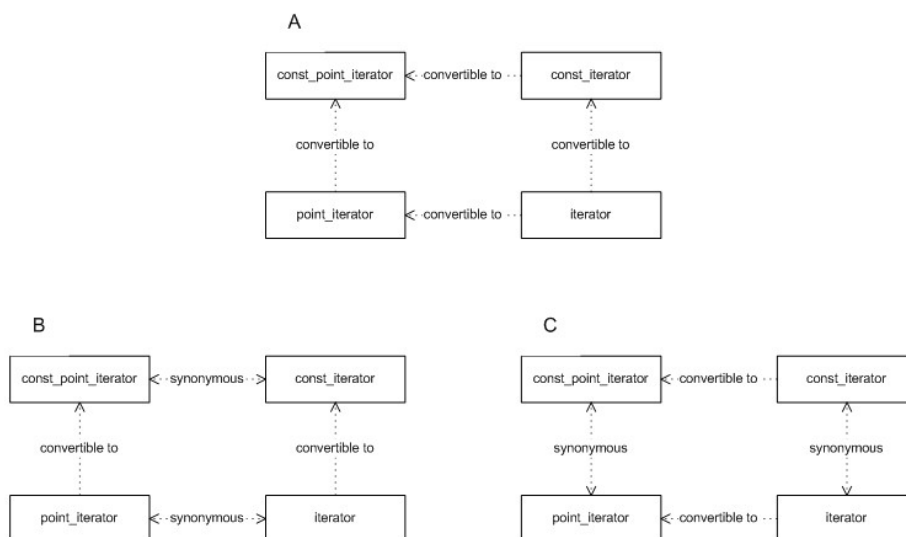 A
const_point_iterator convertible to const_iterator
convertible to convertible to
point_iterator convertible to iterator
B
const_point_iterator synonymous const_iterator
convertible to convertible to
point_iterator synonymous iterator
C
const_point_iterator convertible to const_iterator
synonymous synonymous
point_iterator convertible to iterator